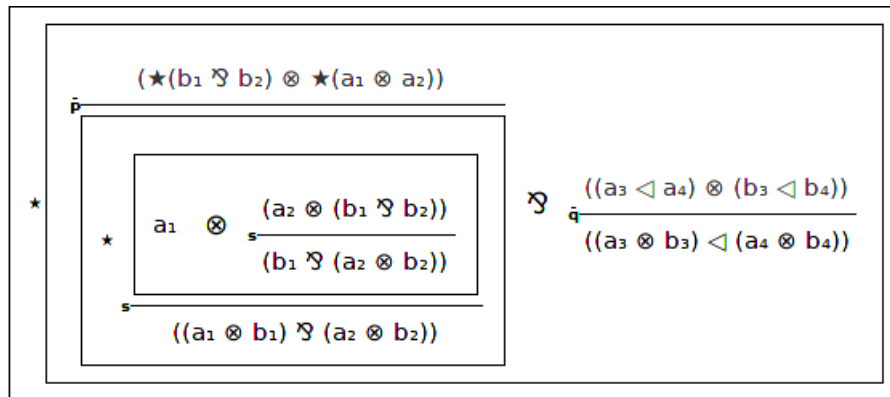 (★(b₁ ⅋ b₂) ⊗ ★(a₁ ⊗ a₂))
p̄
★ ★ a₁ ⊗ (a₂ ⊗ (b₁ ⅋ b₂))
s
(b₁ ⅋ (a₂ ⊗ b₂))
s
((a₁ ⊗ b₁) ⅋ (a₂ ⊗ b₂))
⅋ ((a₃ ◁ a₄) ⊗ (b₃ ◁ b₄))
q̄
((a₃ ⊗ b₃) ◁ (a₄ ⊗ b₄))